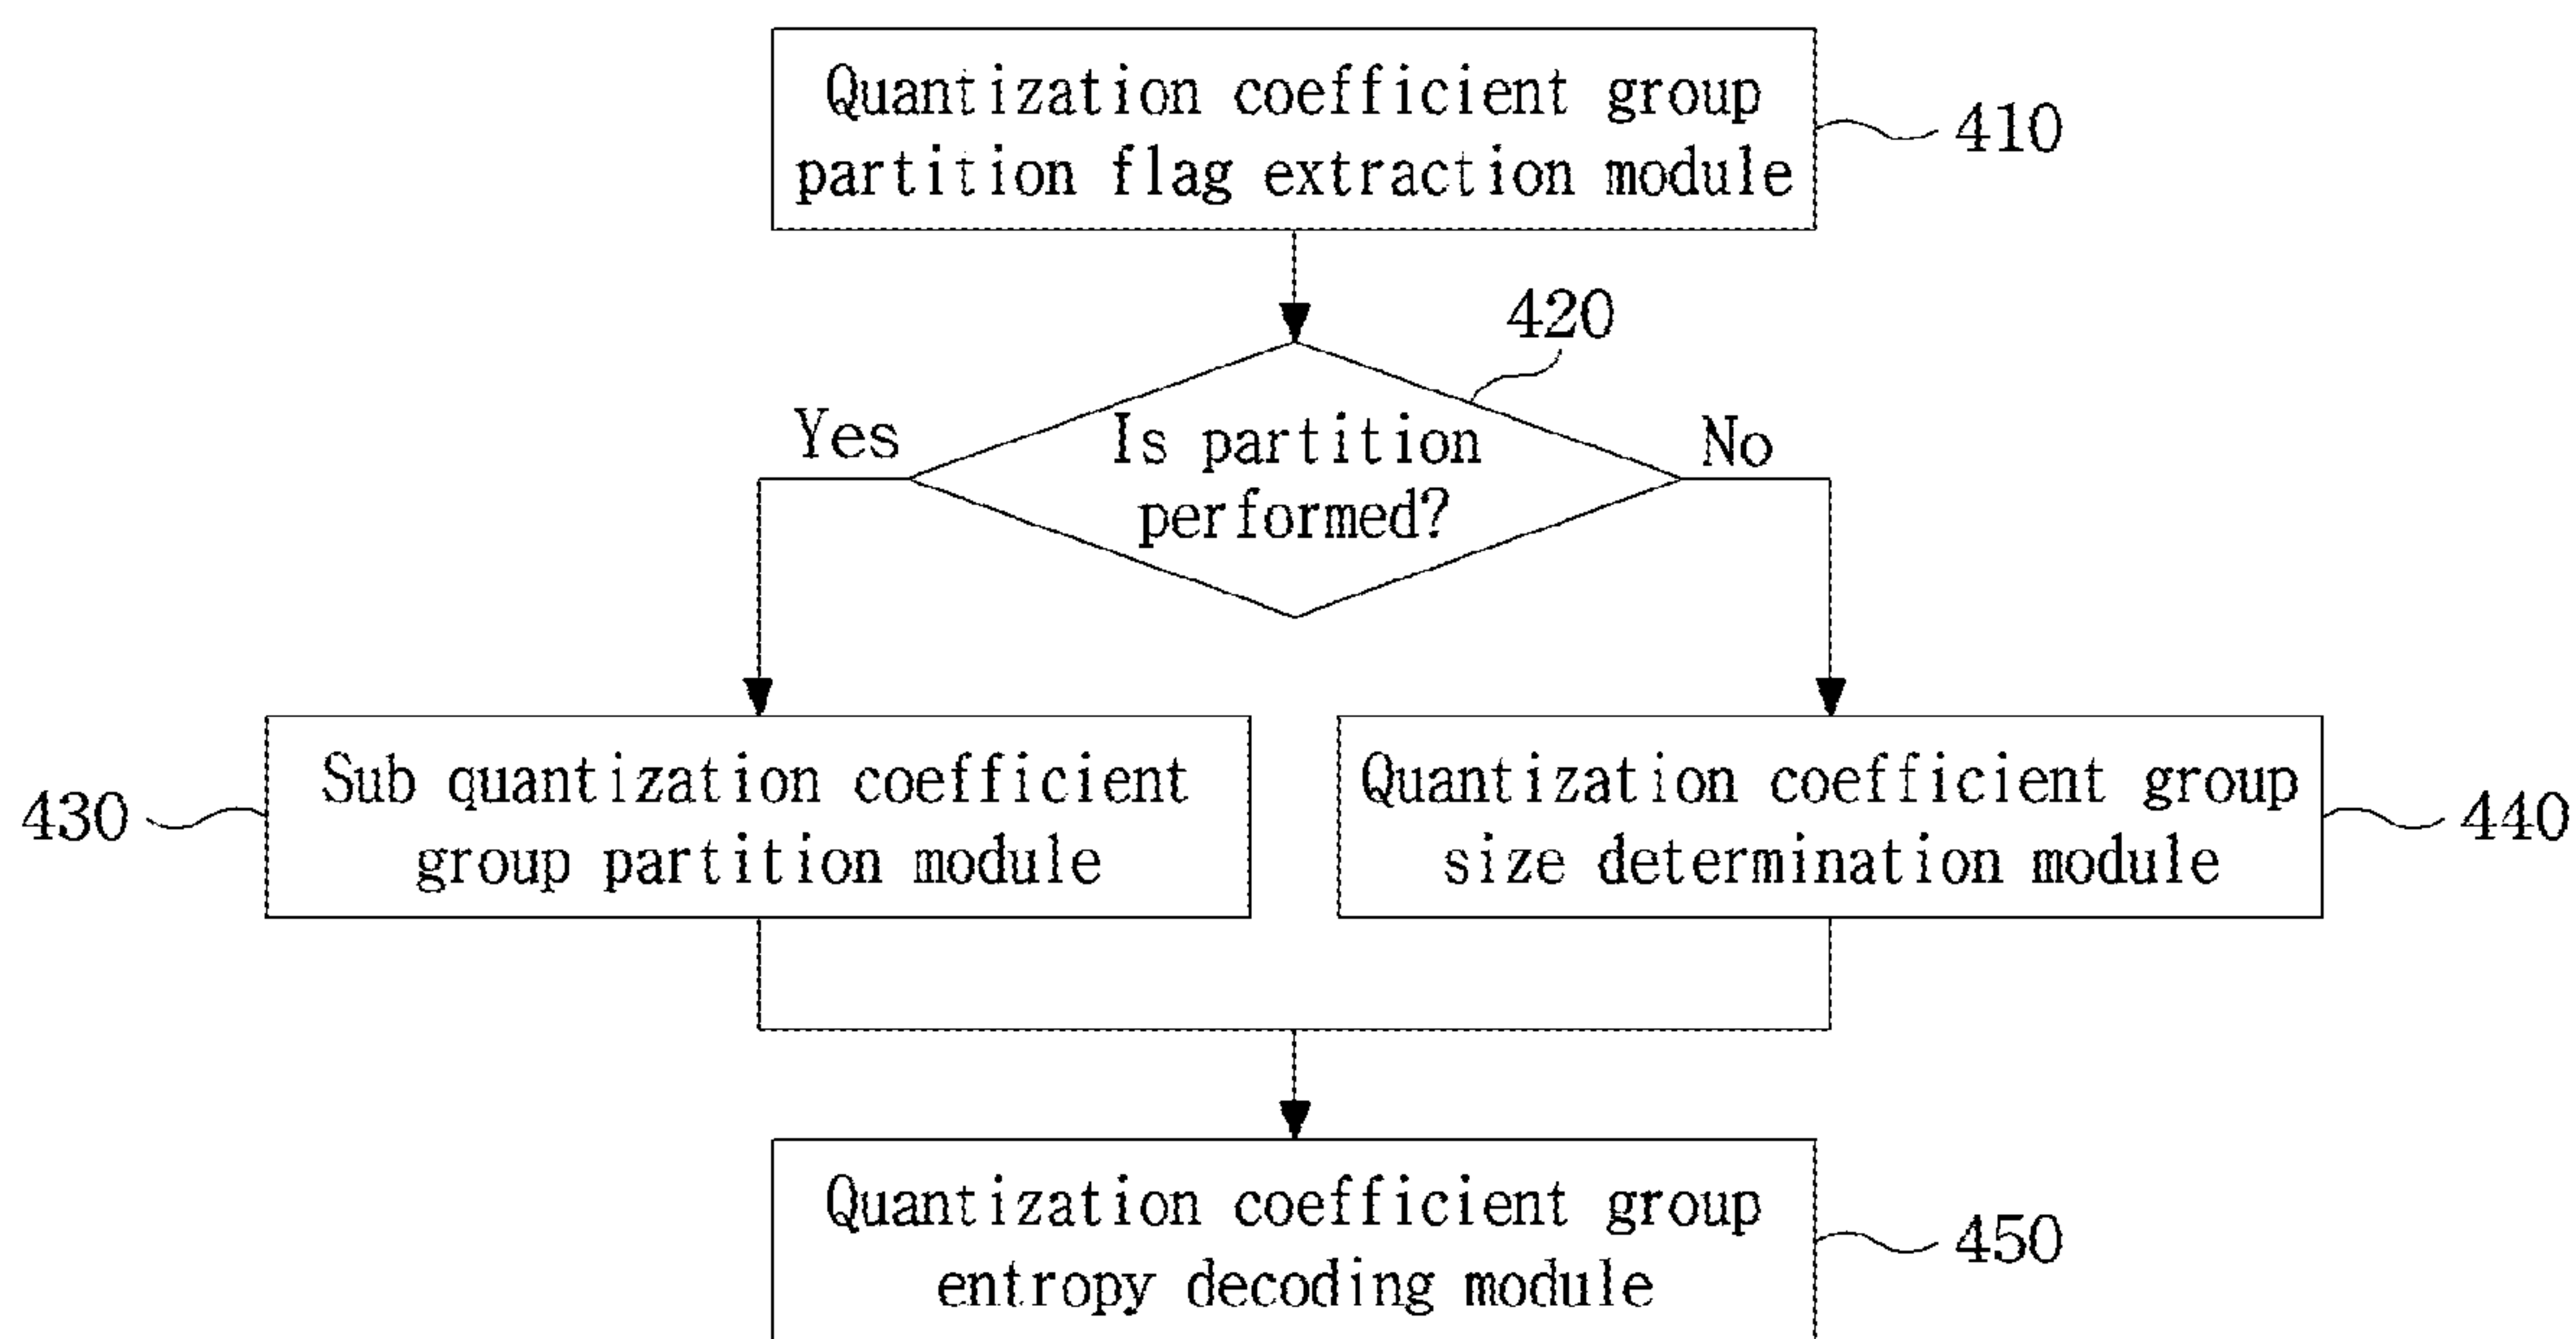 Quantization coefficient group
partition flag extraction module
410
420
Yes
Is partition
performed?
No
430
Sub quantization coefficient
group partition module
Quantization coefficient group
size determination module
440
Quantization coefficient group
entropy decoding module
450